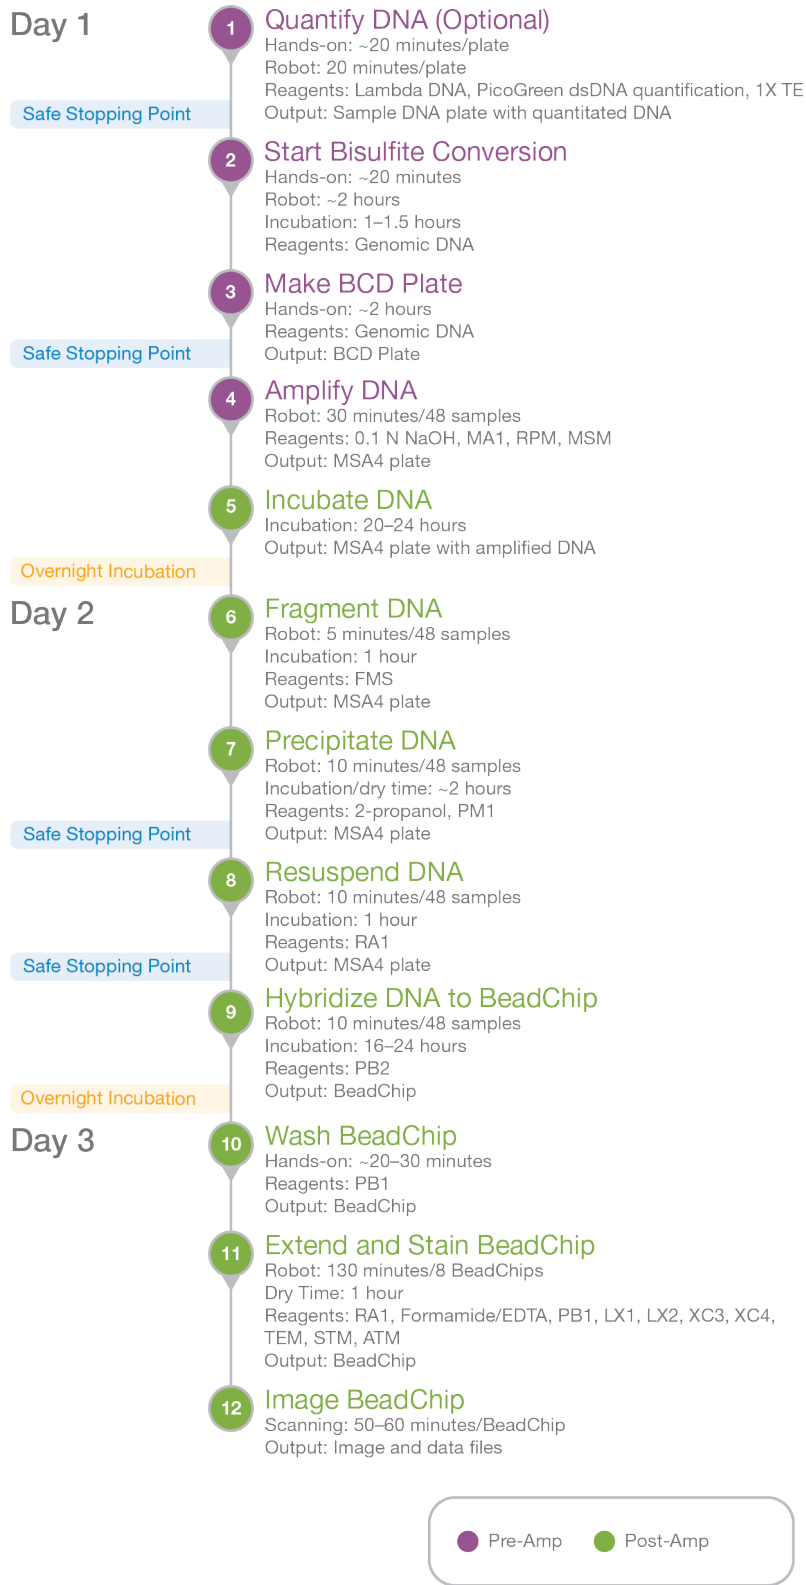 Day 1
1
Quantify DNA (Optional)
Hands-on: ~20 minutes/plate
Robot: 20 minutes/plate
Reagents: Lambda DNA, PicoGreen dsDNA quantification, 1X TE
Safe Stopping Point
Output: Sample DNA plate with quantitated DNA
2
Start Bisulfite Conversion
Hands-on: ~20 minutes
Robot: ~2 hours
Incubation: 1–1.5 hours
Reagents: Genomic DNA
3
Make BCD Plate
Hands-on: ~2 hours
Reagents: Genomic DNA
Safe Stopping Point
Output: BCD Plate
4
Amplify DNA
Robot: 30 minutes/48 samples
Reagents: 0.1 N NaOH, MA1, RPM, MSM
Output: MSA4 plate
5
Incubate DNA
Incubation: 20–24 hours
Output: MSA4 plate with amplified DNA
Overnight Incubation
Day 2
6
Fragment DNA
Robot: 5 minutes/48 samples
Incubation: 1 hour
Reagents: FMS
Output: MSA4 plate
7
Precipitate DNA
Robot: 10 minutes/48 samples
Incubation/dry time: ~2 hours
Reagents: 2-propanol, PM1
Safe Stopping Point
Output: MSA4 plate
8
Resuspend DNA
Robot: 10 minutes/48 samples
Incubation: 1 hour
Reagents: RA1
Safe Stopping Point
Output: MSA4 plate
9
Hybridize DNA to BeadChip
Robot: 10 minutes/48 samples
Incubation: 16–24 hours
Reagents: PB2
Overnight Incubation
Output: BeadChip
Day 3
10
Wash BeadChip
Hands-on: ~20–30 minutes
Reagents: PB1
Output: BeadChip
11
Extend and Stain BeadChip
Robot: 130 minutes/8 BeadChips
Dry Time: 1 hour
Reagents: RA1, Formamide/EDTA, PB1, LX1, LX2, XC3, XC4,
TEM, STM, ATM
Output: BeadChip
12
Image BeadChip
Scanning: 50–60 minutes/BeadChip
Output: Image and data files
Pre-Amp
Post-Amp